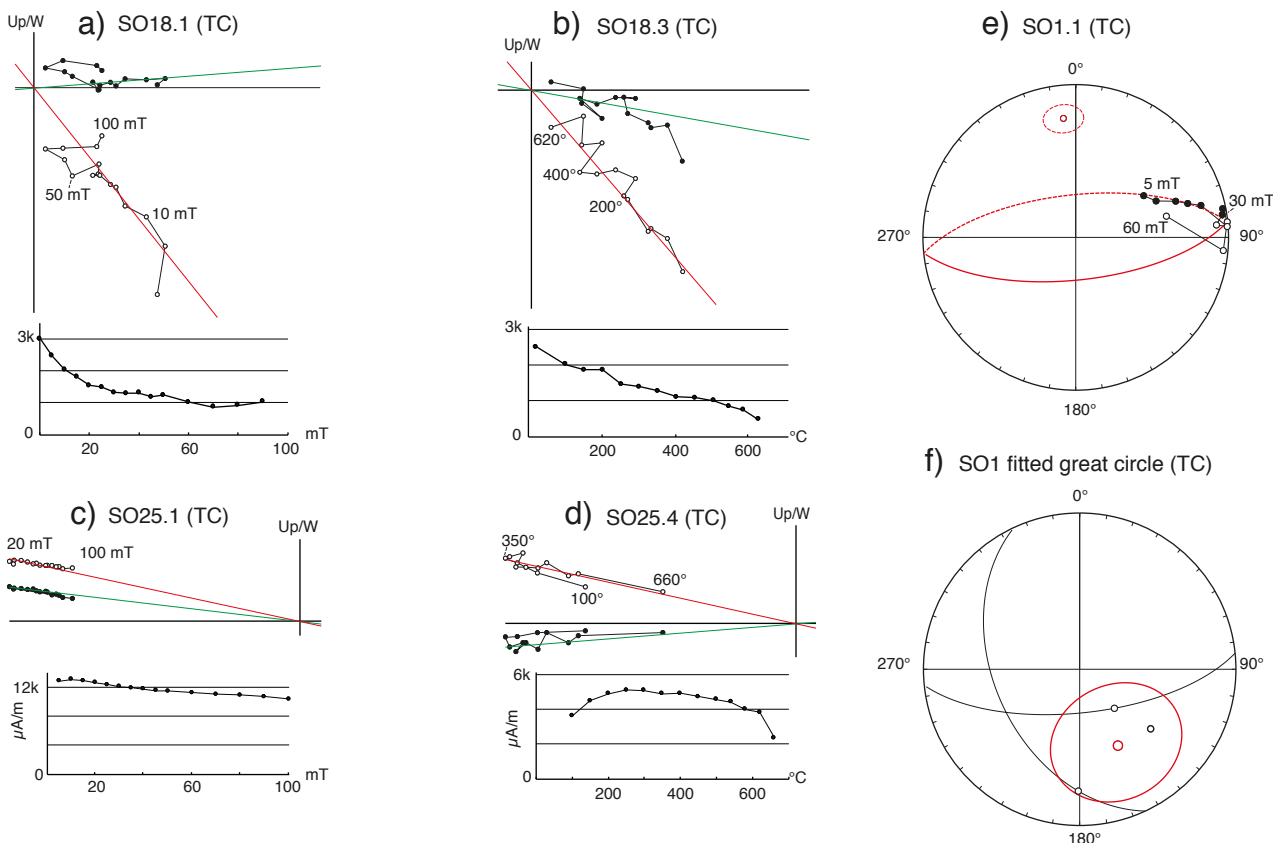 a) SO18.1 (TC)
Up/W
100 mT
50 mT
10 mT
3k
0
20
60
100
mT
b) SO18.3 (TC)
Up/W
620°
400°
200°
3k
0
200
400
600
°C
c) SO25.1 (TC)
Up/W
20 mT
100 mT
12k
µA/m
0
20
60
100
mT
d) SO25.4 (TC)
Up/W
350°
660°
100°
6k
µA/m
0
200
400
600
°C
e) SO1.1 (TC)
0°
5 mT
30 mT
60 mT
270°
90°
180°
f) SO1 fitted great circle (TC)
0°
270°
90°
180°